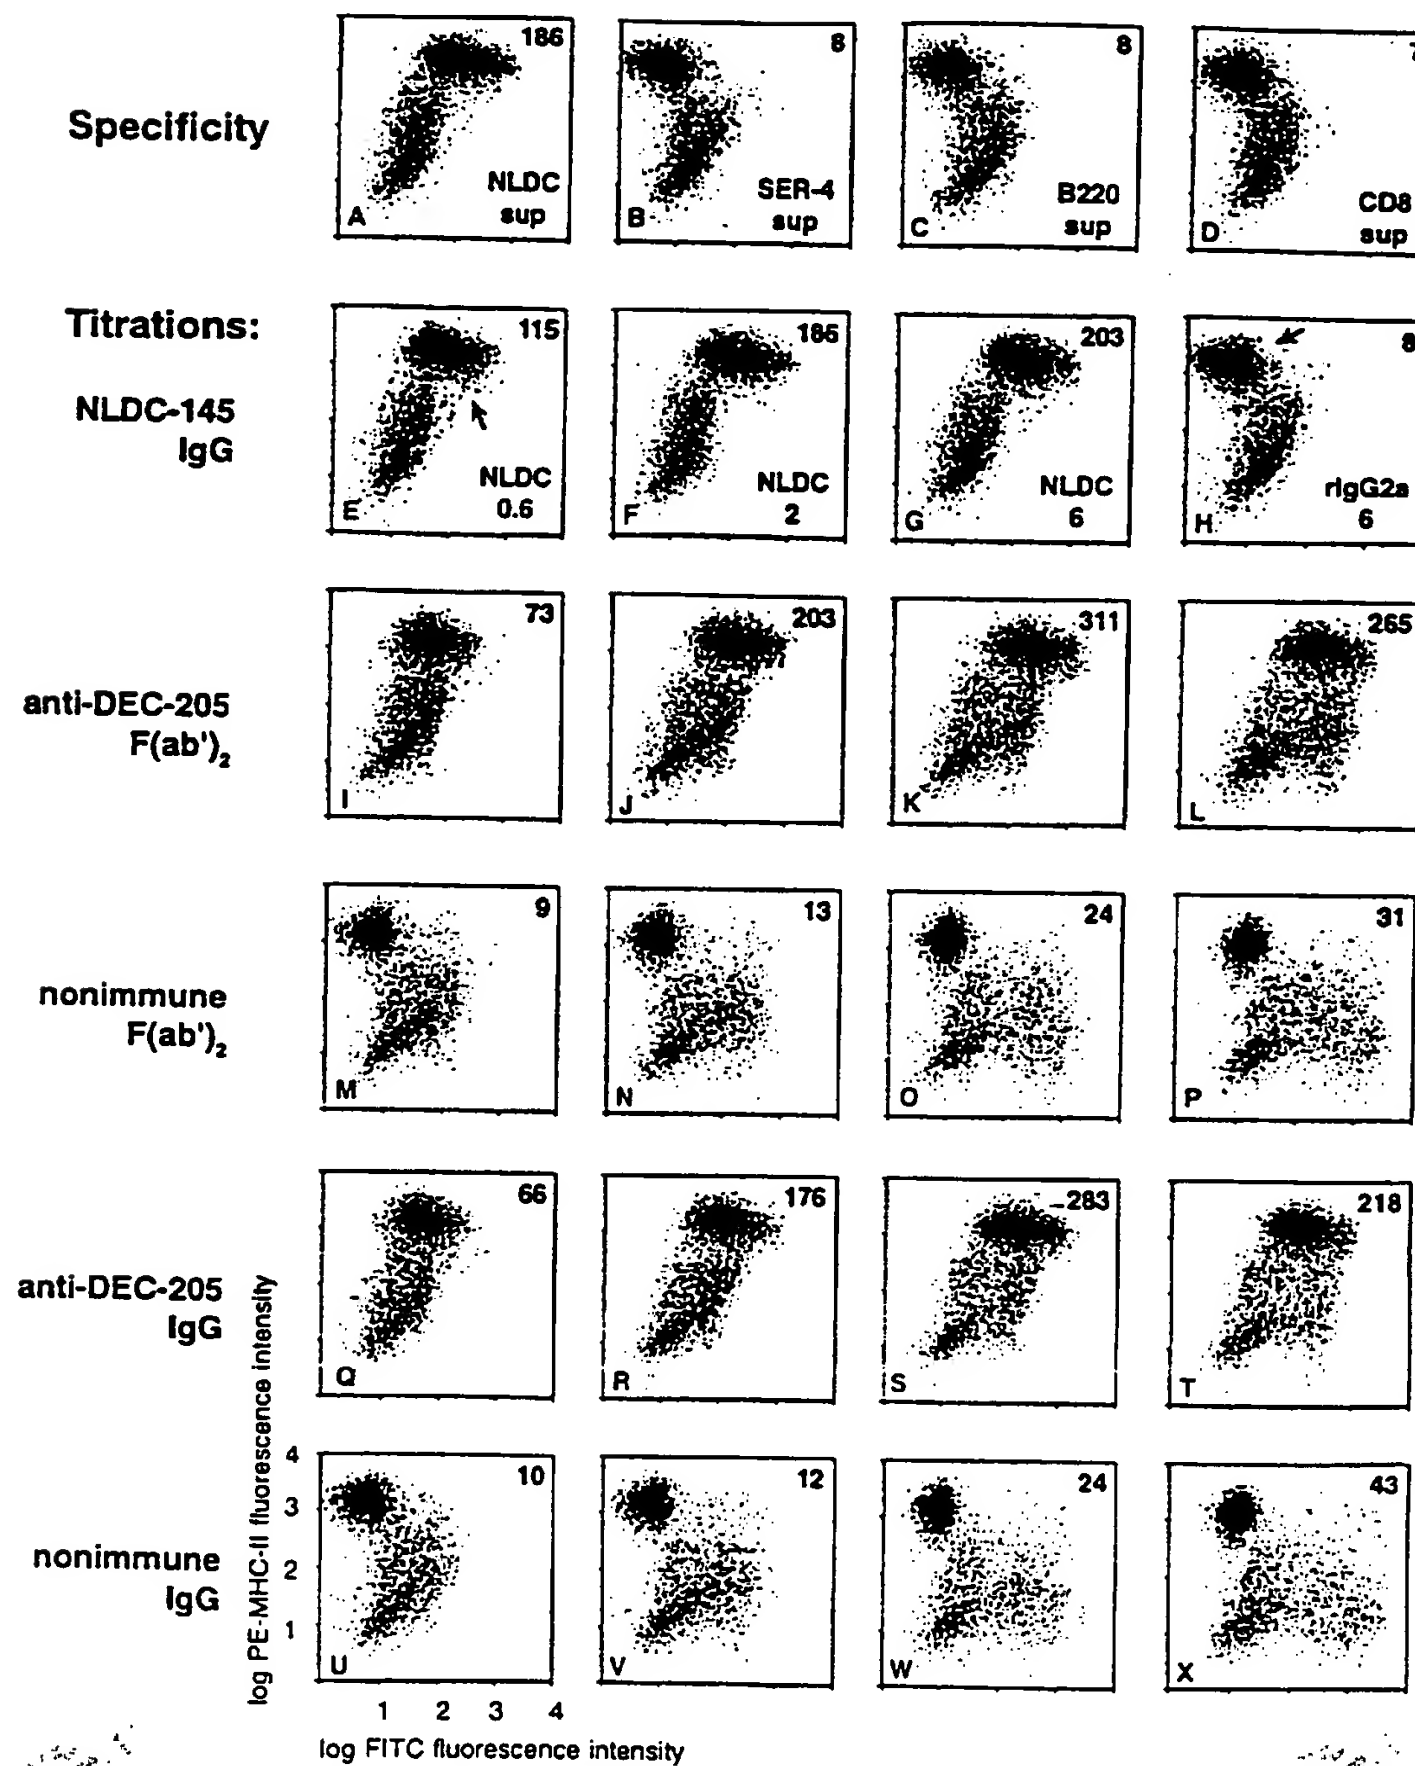 Specificity
186
NLDC
sup
A
8
SER-4
sup
B
8
B220
sup
C
CD8
sup
D
Titrations:
NLDC-145
IgG
115
NLDC
0.6
E
186
NLDC
2
F
203
NLDC
6
G
8
rIgG2a
6
H
anti-DEC-205
F(ab')2
73
I
203
J
311
K
265
L
nonimmune
F(ab')2
9
M
13
N
24
O
31
P
anti-DEC-205
IgG
66
Q
176
R
283
S
218
T
nonimmune
IgG
10
U
12
V
24
W
43
X
log PE-MHC-II fluorescence intensity
4
3
2
1
1 2 3 4
log FITC fluorescence intensity